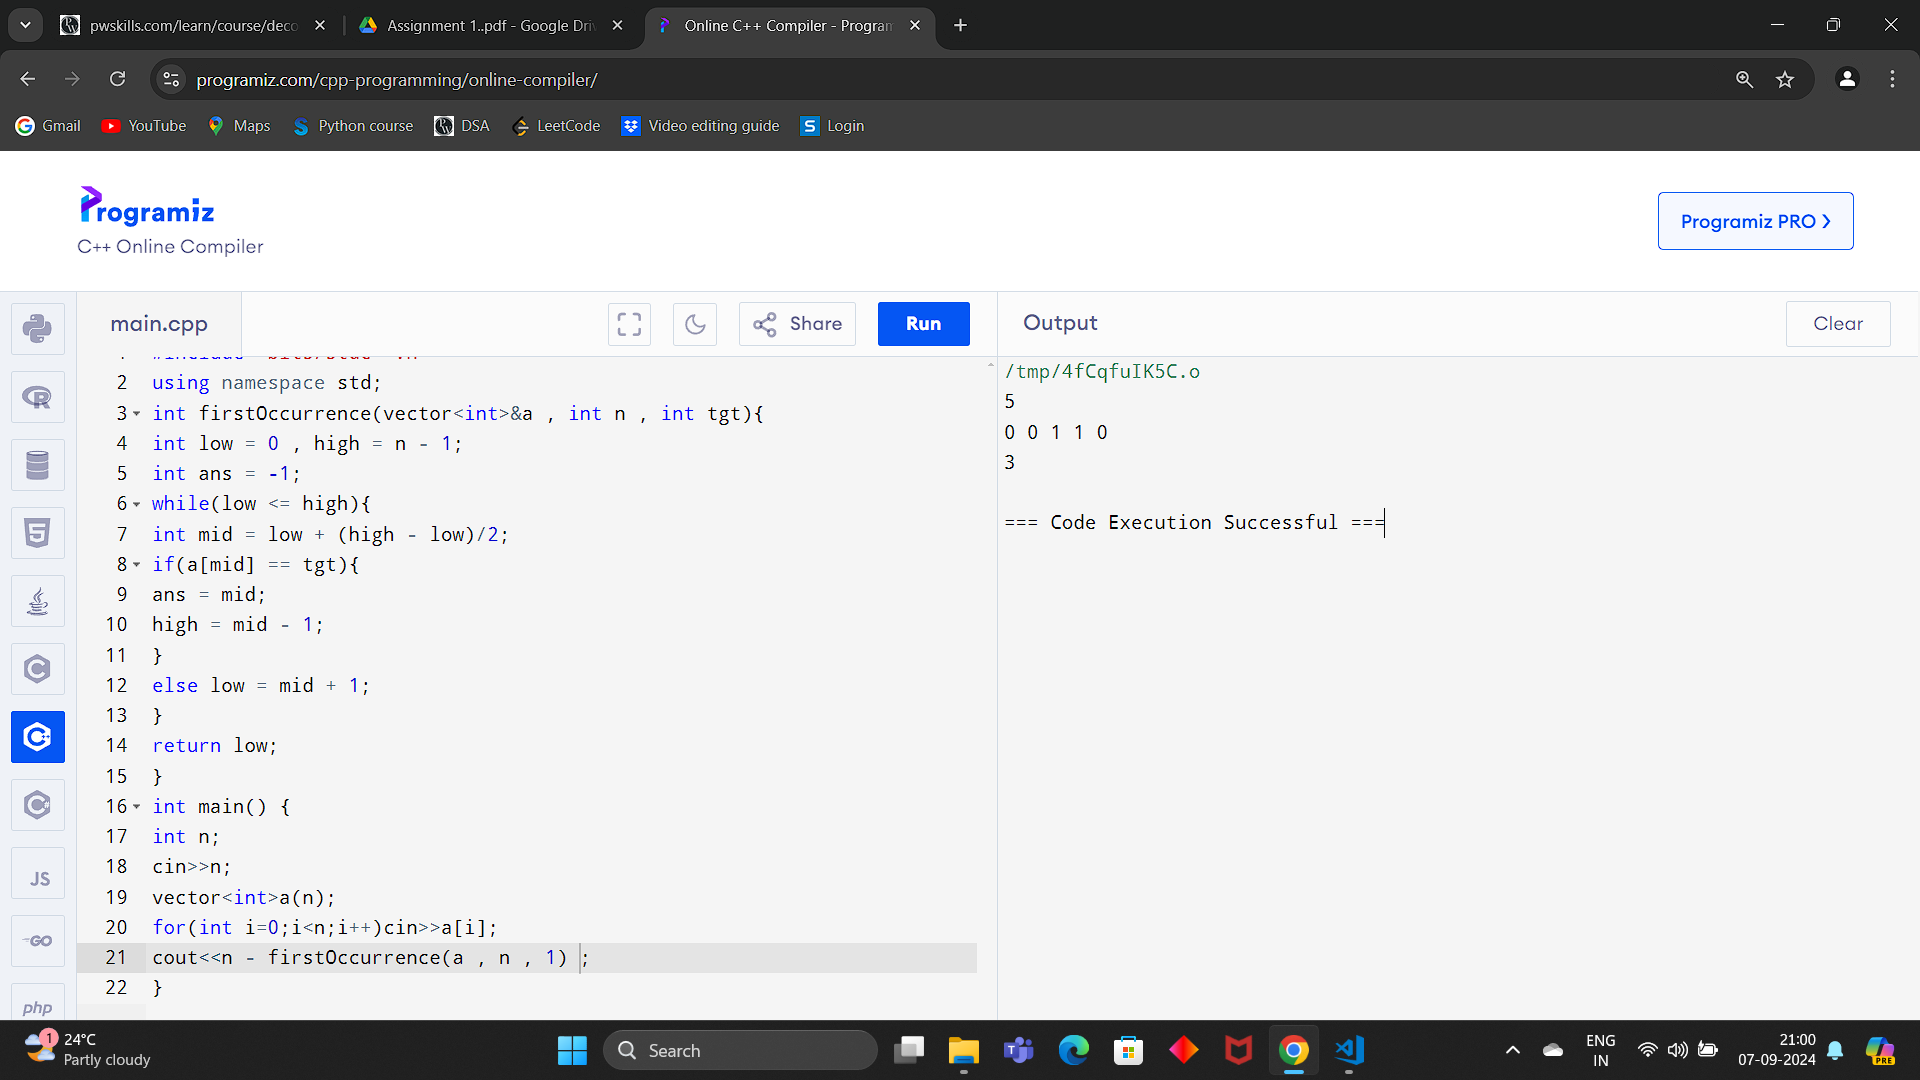 pwskills.com/learn/course/deco
Assignment 1..pdf - Google Dri
Online C++ Compiler - Program
programiz.com/cpp-programming/online-compiler/
Gmail
YouTube
Maps
Python course
DSA
LeetCode
Video editing guide
S
Login
Programiz
C++ Online Compiler
Programiz PRO >
main.cpp
Share
Run
Output
Clear
2 using namespace std;
3 int firstOccurrence(vector<int>&a , int n , int tgt){
4 int low = 0 , high = n - 1;
5 int ans = -1;
6 while(low <= high){
7 int mid = low + (high - low)/2;
8 if(a[mid] == tgt){
9 ans = mid;
10 high = mid - 1;
11 }
12 else low = mid + 1;
13 }
14 return low;
15 }
16 int main() {
17 int n;
18 cin>>n;
19 vector<int>a(n);
20 for(int i=0;i<n;i++)cin>>a[i];
21 cout<<n - firstOccurrence(a , n , 1) ;
22 }
/tmp/4fCqfuIK5C.o
5
0 0 1 1 0
3
=== Code Execution Successful ===
JS
GO
php
1
24°C
Partly cloudy
Search
ENG
IN
21:00
07-09-2024
PRE